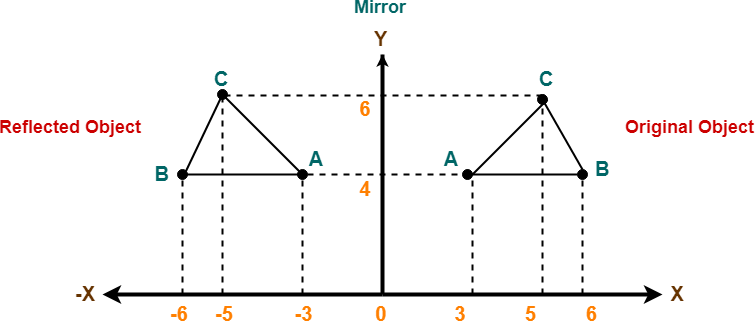 Mirror
Y
C
C
6
Reflected Object
Original Object
B
A
A
B
4
-X
X
-6 -5 -3 0 3 5 6